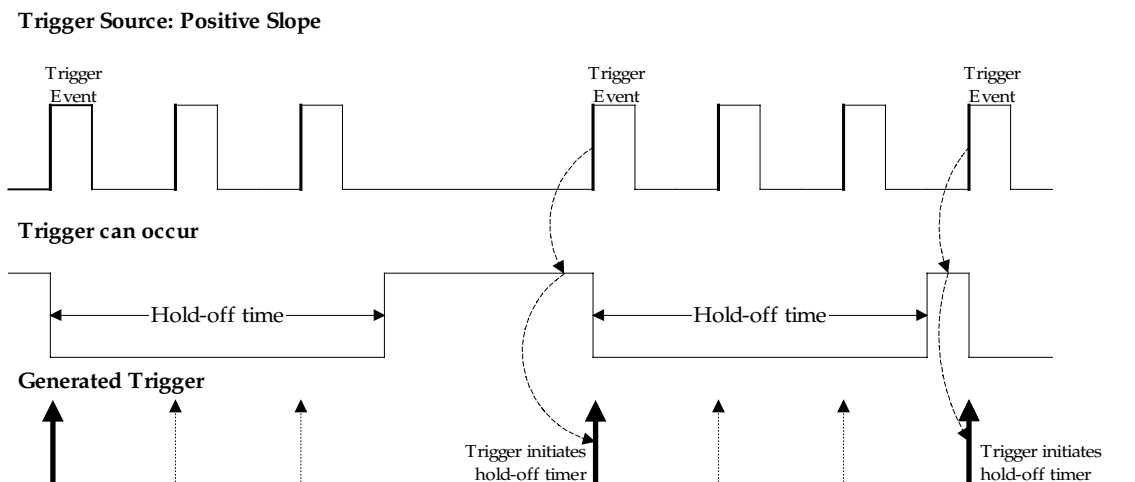 Trigger Source: Positive Slope
Trigger
Event
Trigger
Event
Trigger
Event
Trigger can occur
Hold-off time
Hold-off time
Generated Trigger
Trigger initiates
hold-off timer
Trigger initiates
hold-off timer